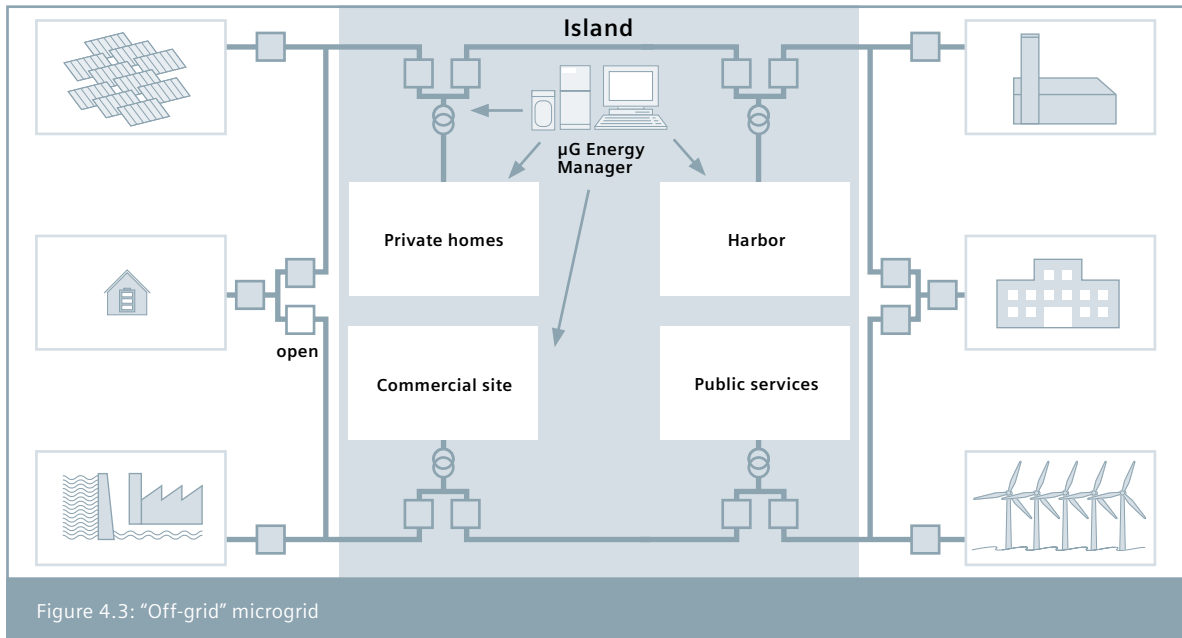 Island
µG Energy
Manager
Private homes
Harbor
open
Commercial site
Public services
Figure 4.3: “Off-grid” microgrid